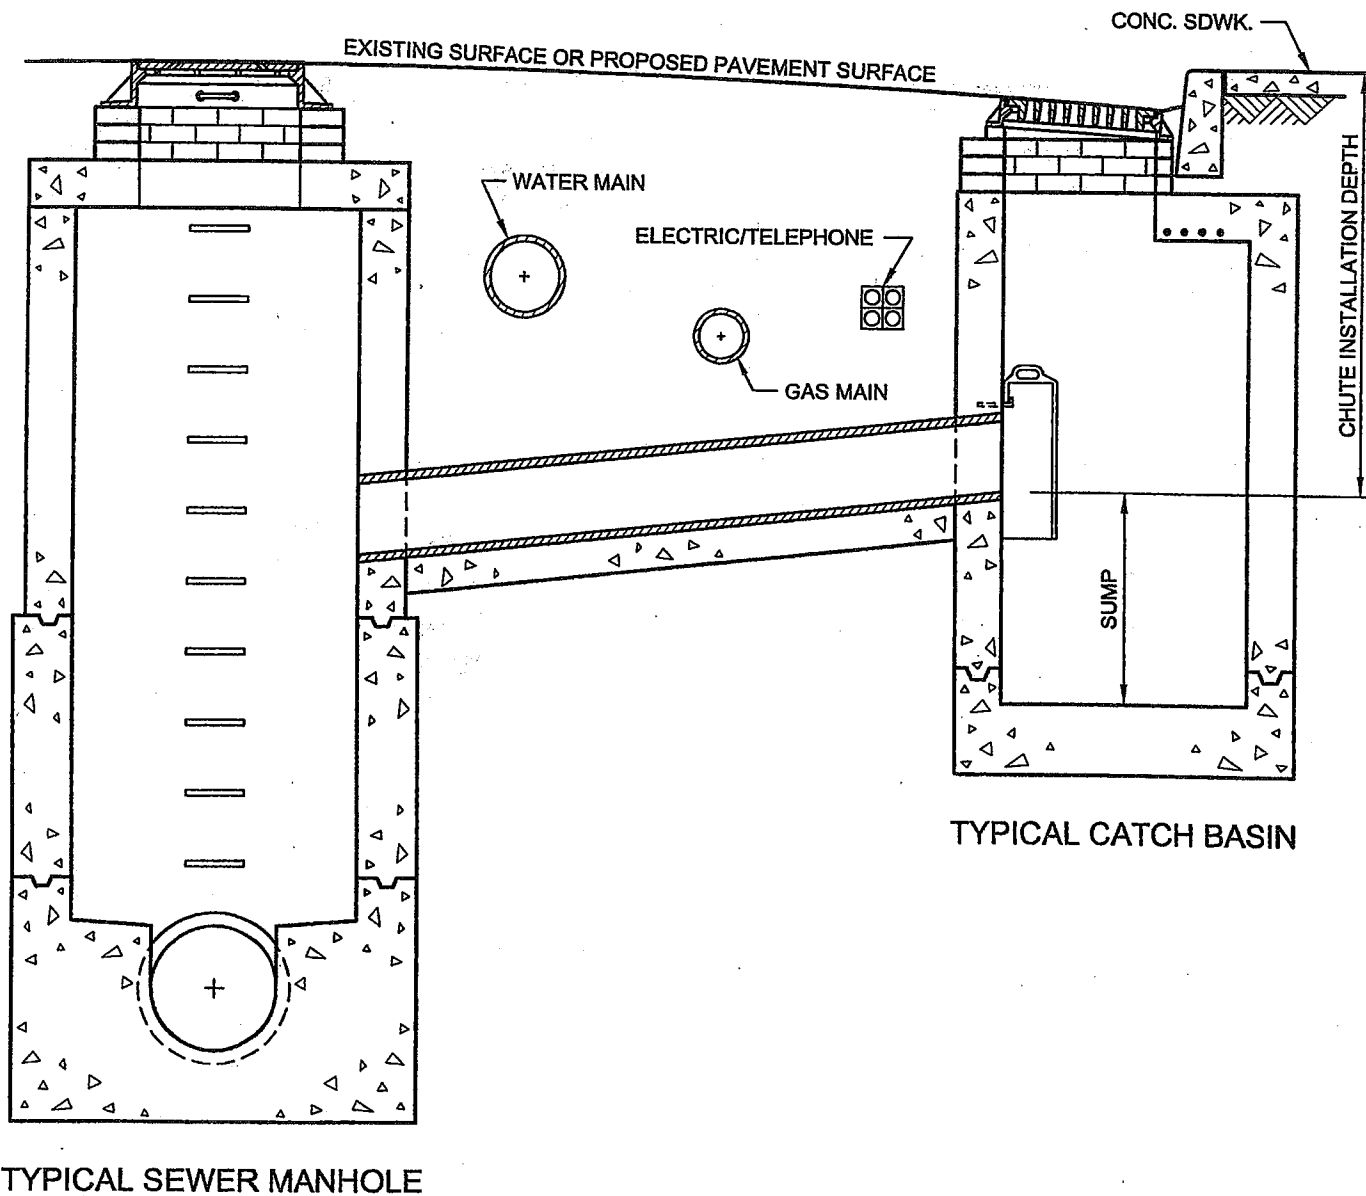 CONC. SDWK.
EXISTING SURFACE OR PROPOSED PAVEMENT SURFACE
WATER MAIN
ELECTRIC/TELEPHONE
GAS MAIN
CHUTE INSTALLATION DEPTH
SUMP
TYPICAL CATCH BASIN
TYPICAL SEWER MANHOLE